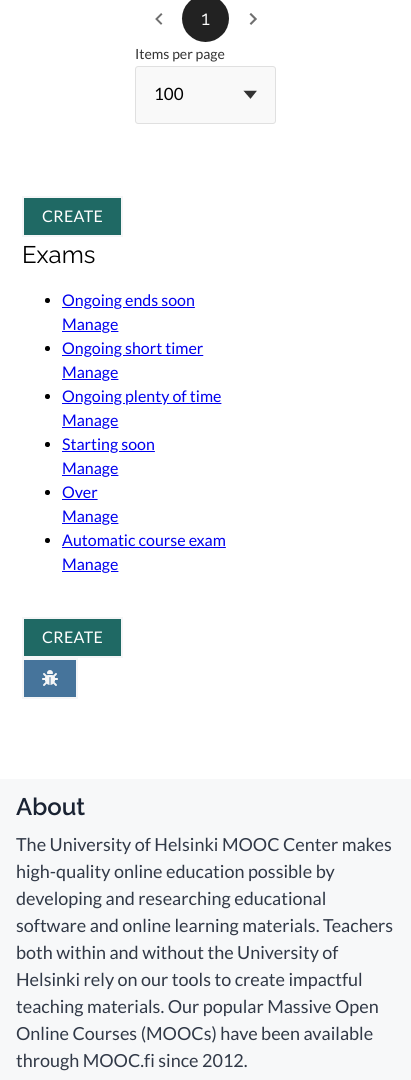 1
Items per page
100
CREATE
Exams
Ongoing ends soon
Manage
Ongoing short timer
Manage
Ongoing plenty of time
Manage
Starting soon
Manage
Over
Manage
Automatic course exam
Manage
CREATE
About
The University of Helsinki MOOC Center makes
high-quality online education possible by
developing and researching educational
software and online learning materials. Teachers
both within and without the University of
Helsinki rely on our tools to create impactful
teaching materials. Our popular Massive Open
Online Courses (MOOCs) have been available
through MOOC.fi since 2012.